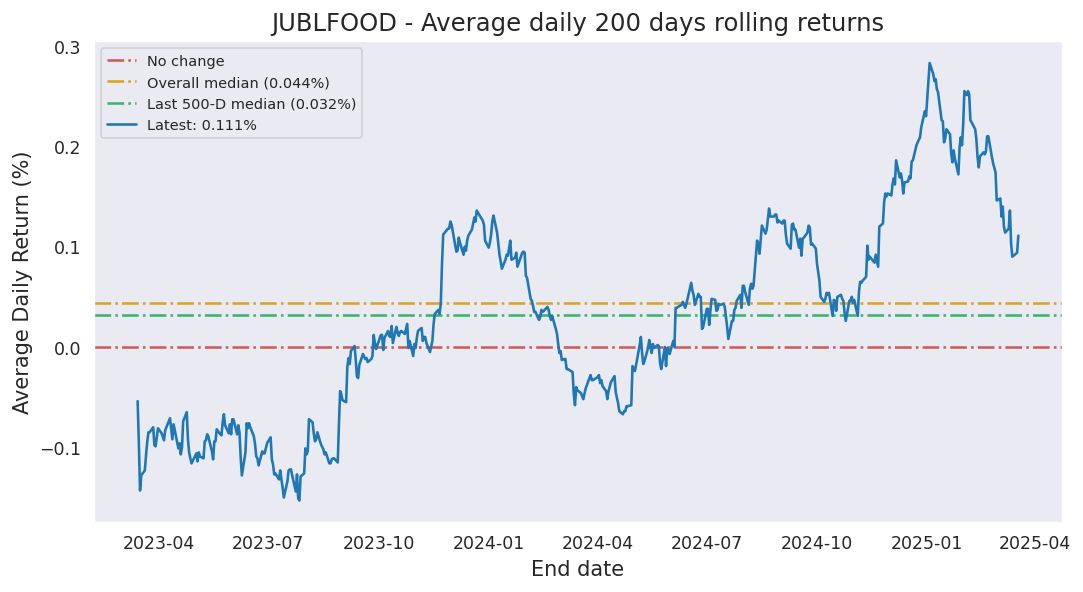 JUBLFOOD - Average daily 200 days rolling returns
No change
Overall median (0.044%)
Last 500-D median (0.032%)
Latest: 0.111%
Average Daily Return (%)
0.3
0.2
0.1
0.0
−0.1
2023-04 2023-07 2023-10 2024-01 2024-04 2024-07 2024-10 2025-01 2025-04
End date